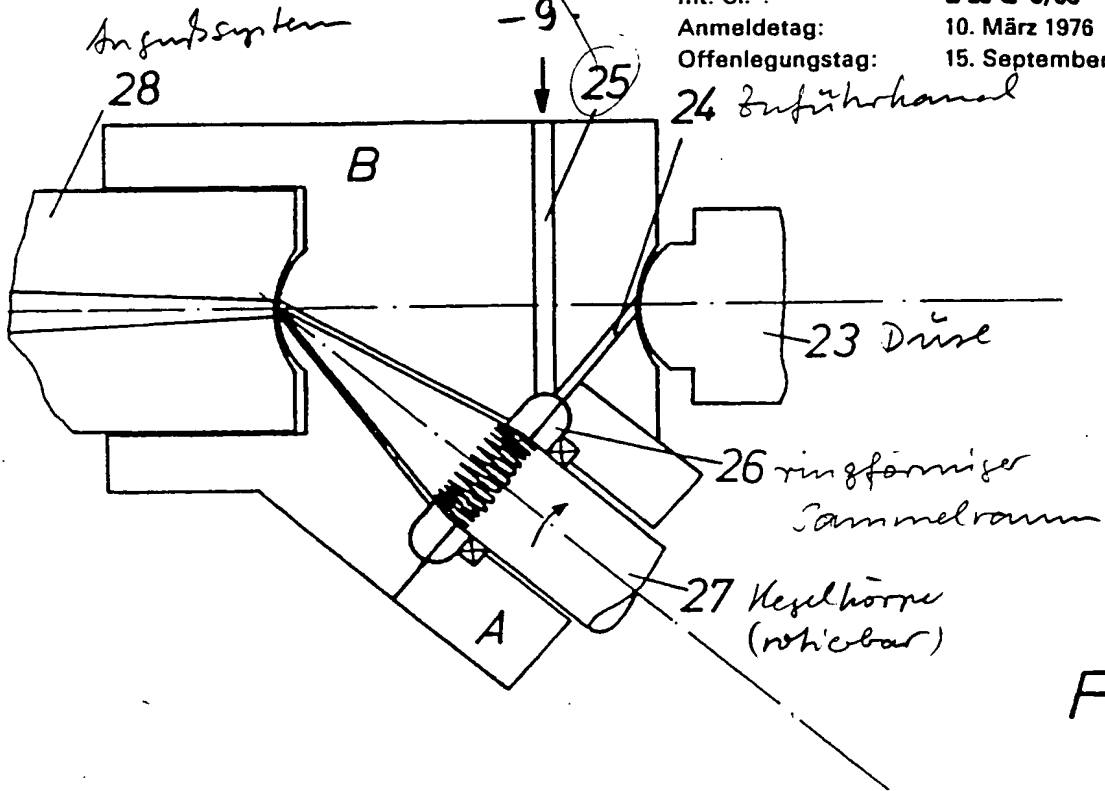 - 9 -
Anmeldetag: 10. März 1976
Offenlegungstag: 15. September
Angußsystem
28
25
24 Zuführkanal
B
23 Düse
26 ringförmiger
Sammelraum
27 Kegelkörper
(rotierbar)
A
F